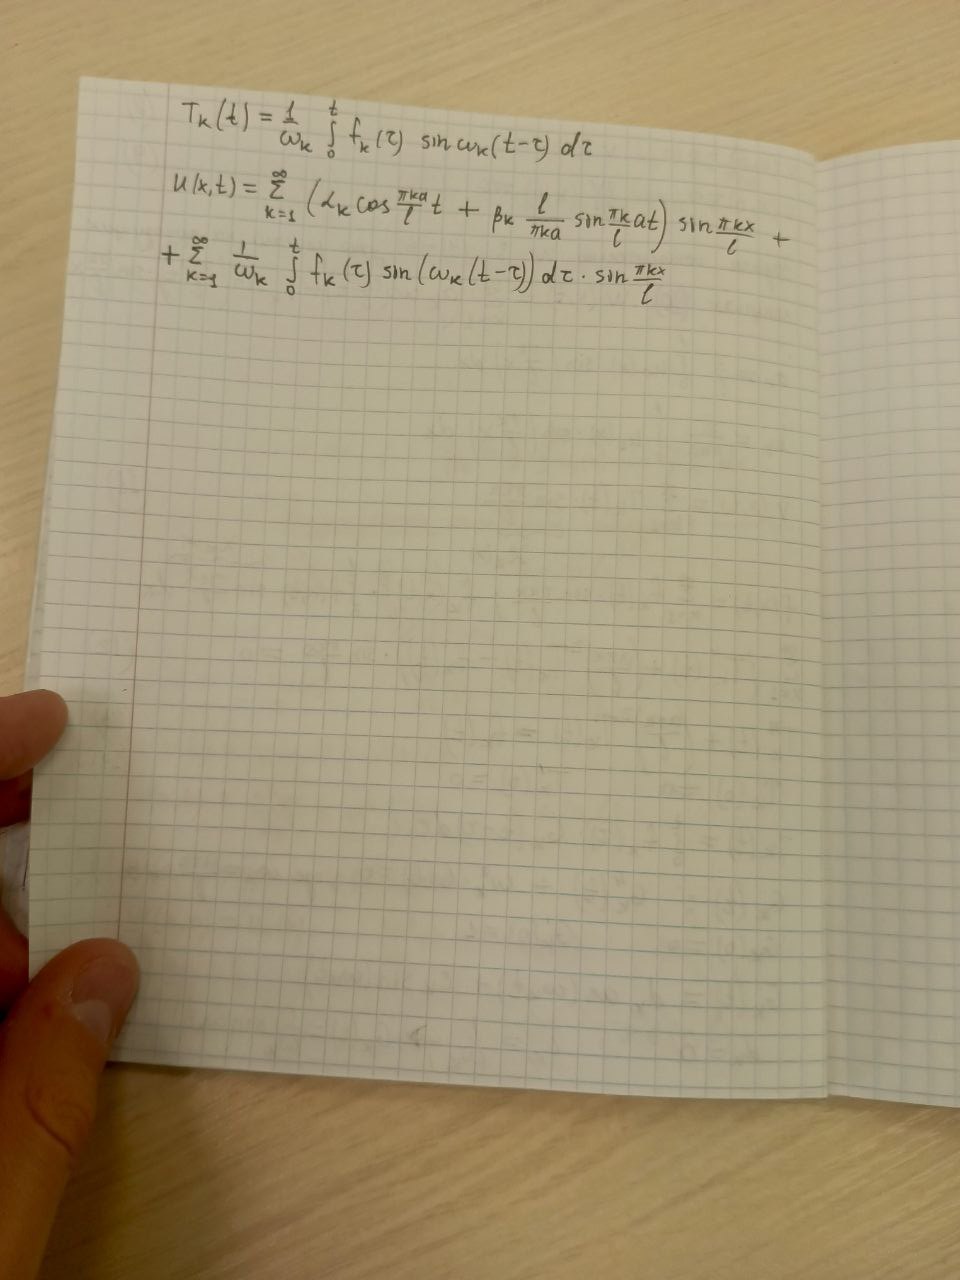 T_k(t) = 1/ω_k ∫_0^t f_k(τ) sin ω_k(t-τ) dτ
u(x,t) = Σ_{k=1}^∞ (α_k cos πka/l t + β_k l/πka sin πk/l at) sin πkx/l +
+ Σ_{k=1}^∞ 1/ω_k ∫_0^t f_k(τ) sin(ω_k(t-τ)) dτ · sin πkx/l